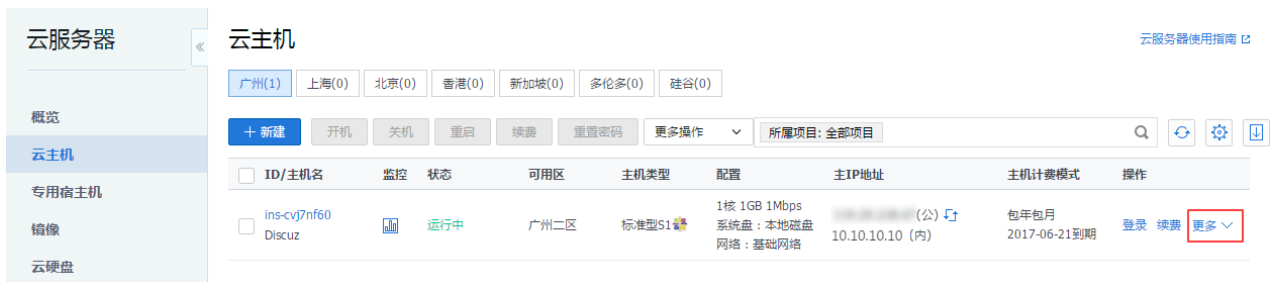 云服务器
«
云主机
云服务器使用指南
广州(1) 上海(0) 北京(0) 香港(0) 新加坡(0) 多伦多(0) 硅谷(0)
概览
云主机
专用宿主机
镜像
云硬盘
+ 新建 开机 关机 重启 续费 重置密码 更多操作 所属项目: 全部项目
ID/主机名 监控 状态 可用区 主机类型 配置 主IP地址 主机计费模式 操作
ins-cvj7nf60
Discuz
运行中 广州二区 标准型S1
1核 1GB 1Mbps
系统盘：本地磁盘
网络：基础网络
(公)
10.10.10.10 (内)
包年包月
2017-06-21到期
登录 续费 更多